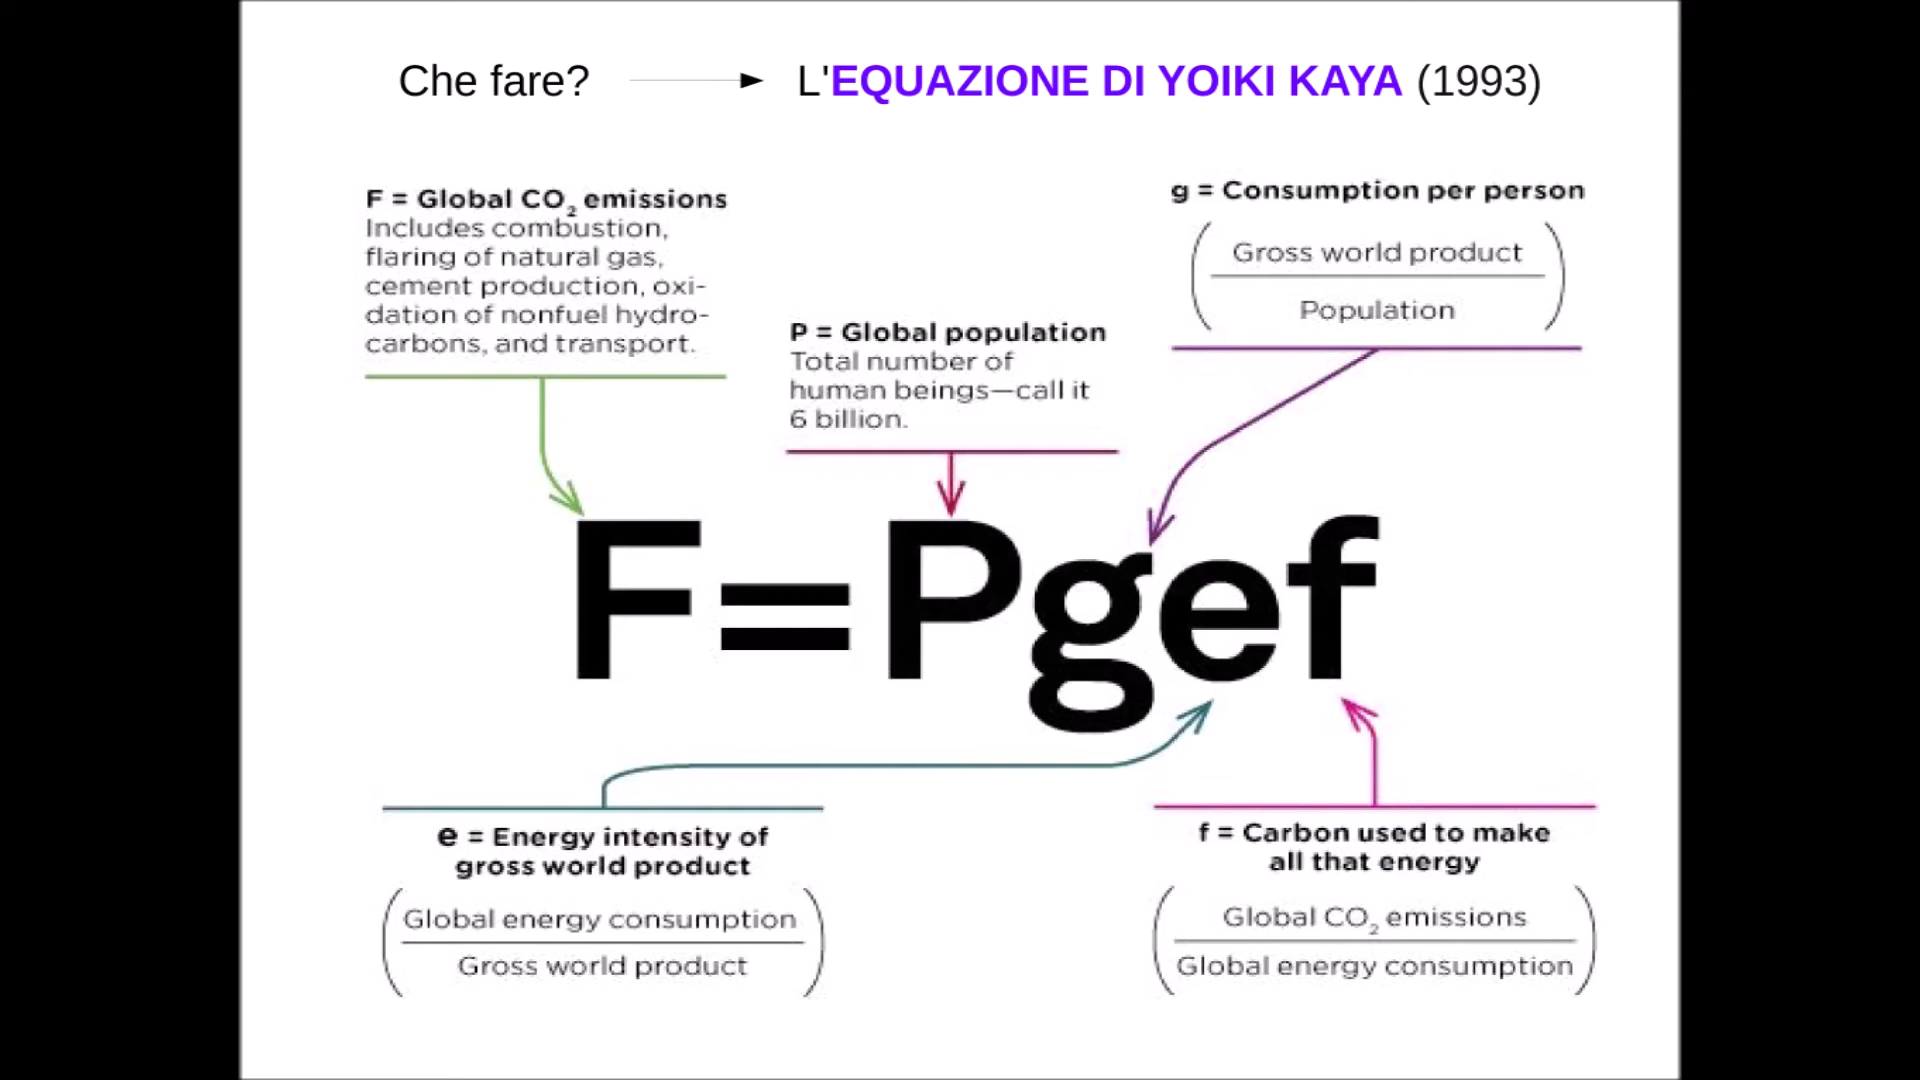 Che fare? L'EQUAZIONE DI YOIKI KAYA (1993)
F = Global CO₂ emissions
Includes combustion,
flaring of natural gas,
cement production, oxi-
dation of nonfuel hydro-
carbons, and transport.
P = Global population
Total number of
human beings—call it
6 billion.
g = Consumption per person
Gross world product
Population
F=Pgef
e = Energy intensity of
gross world product
Global energy consumption
Gross world product
f = Carbon used to make
all that energy
Global CO₂ emissions
Global energy consumption